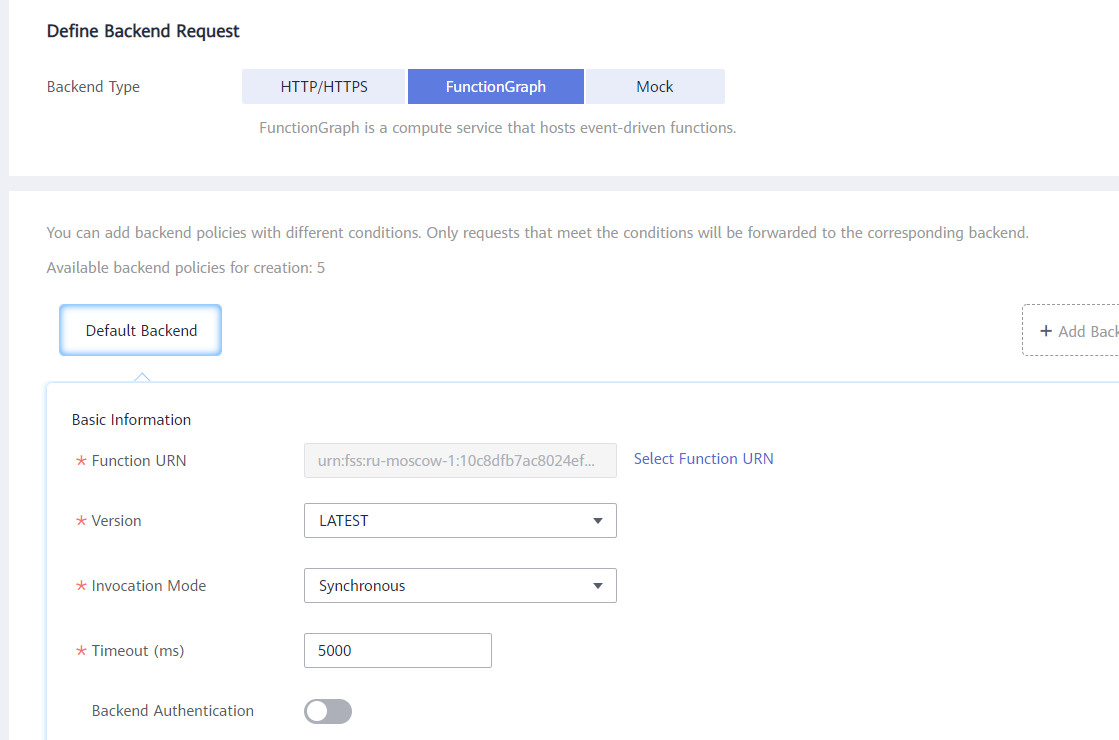 Define Backend Request
Backend Type HTTP/HTTPS FunctionGraph Mock
FunctionGraph is a compute service that hosts event-driven functions.
You can add backend policies with different conditions. Only requests that meet the conditions will be forwarded to the corresponding backend.
Available backend policies for creation: 5
Default Backend + Add Back
Basic Information
* Function URN urn:fss:ru-moscow-1:10c8dfb7ac8024ef... Select Function URN
* Version LATEST
* Invocation Mode Synchronous
* Timeout (ms) 5000
Backend Authentication